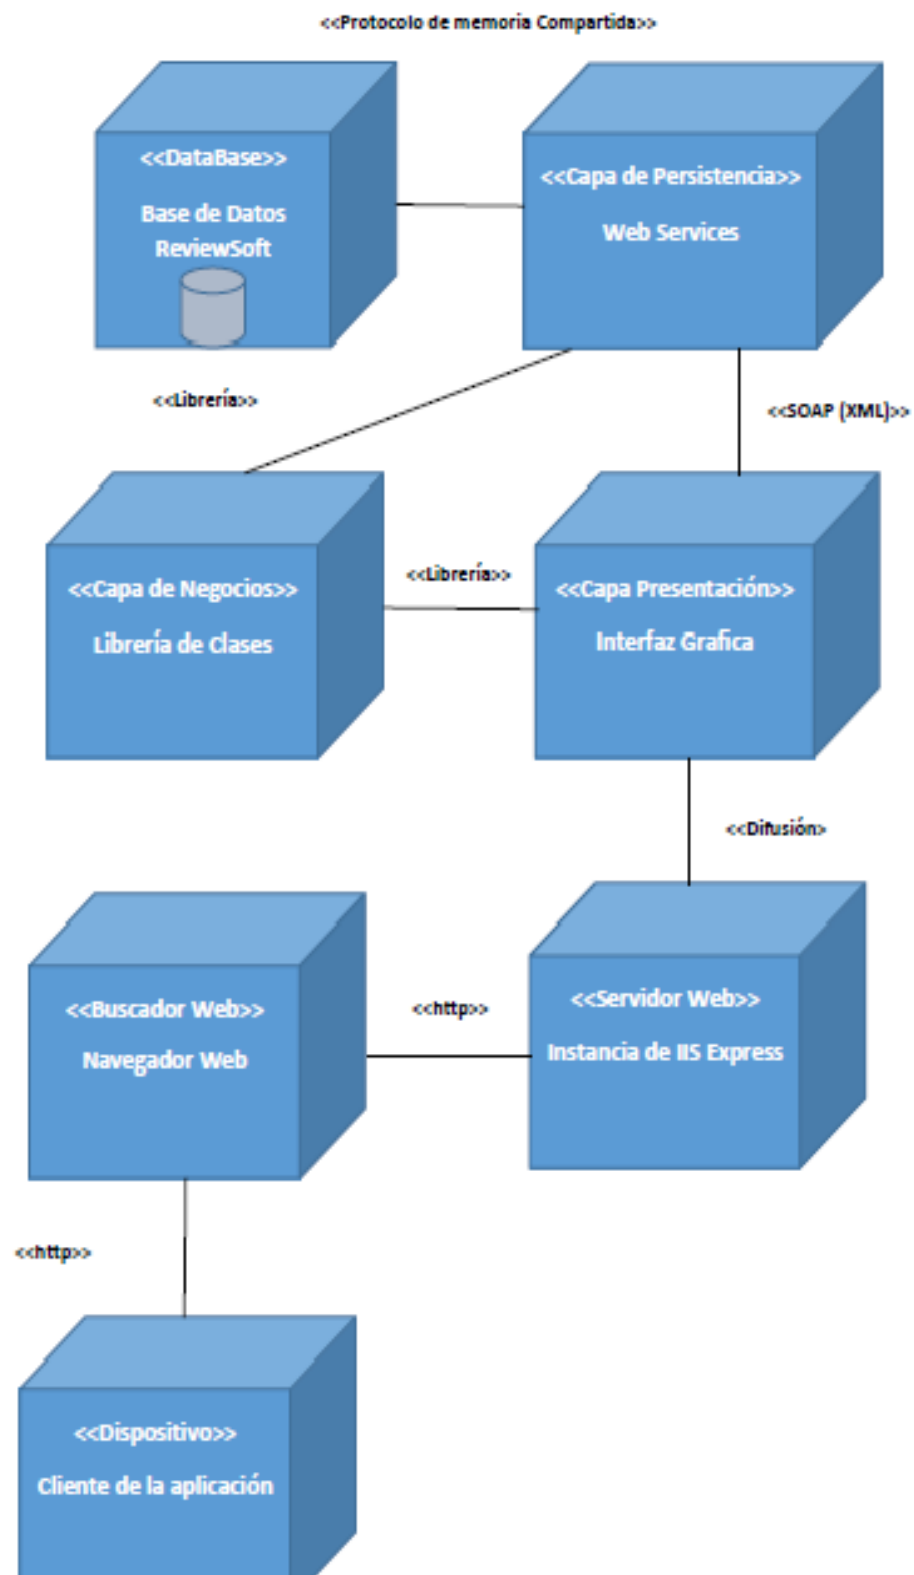 <<Protocolo de memoria Compartida>>
<<DataBase>>
Base de Datos
ReviewSoft
<<Capa de Persistencia>>
Web Services
<<Librería>>
<<SOAP (XML)>>
<<Capa de Negocios>>
Librería de Clases
<<Librería>>
<<Capa Presentación>>
Interfaz Grafica
<<Difusión>
<<Buscador Web>>
Navegador Web
<<http>>
<<Servidor Web>>
Instancia de IIS Express
<<http>>
<<Dispositivo>>
Cliente de la aplicación